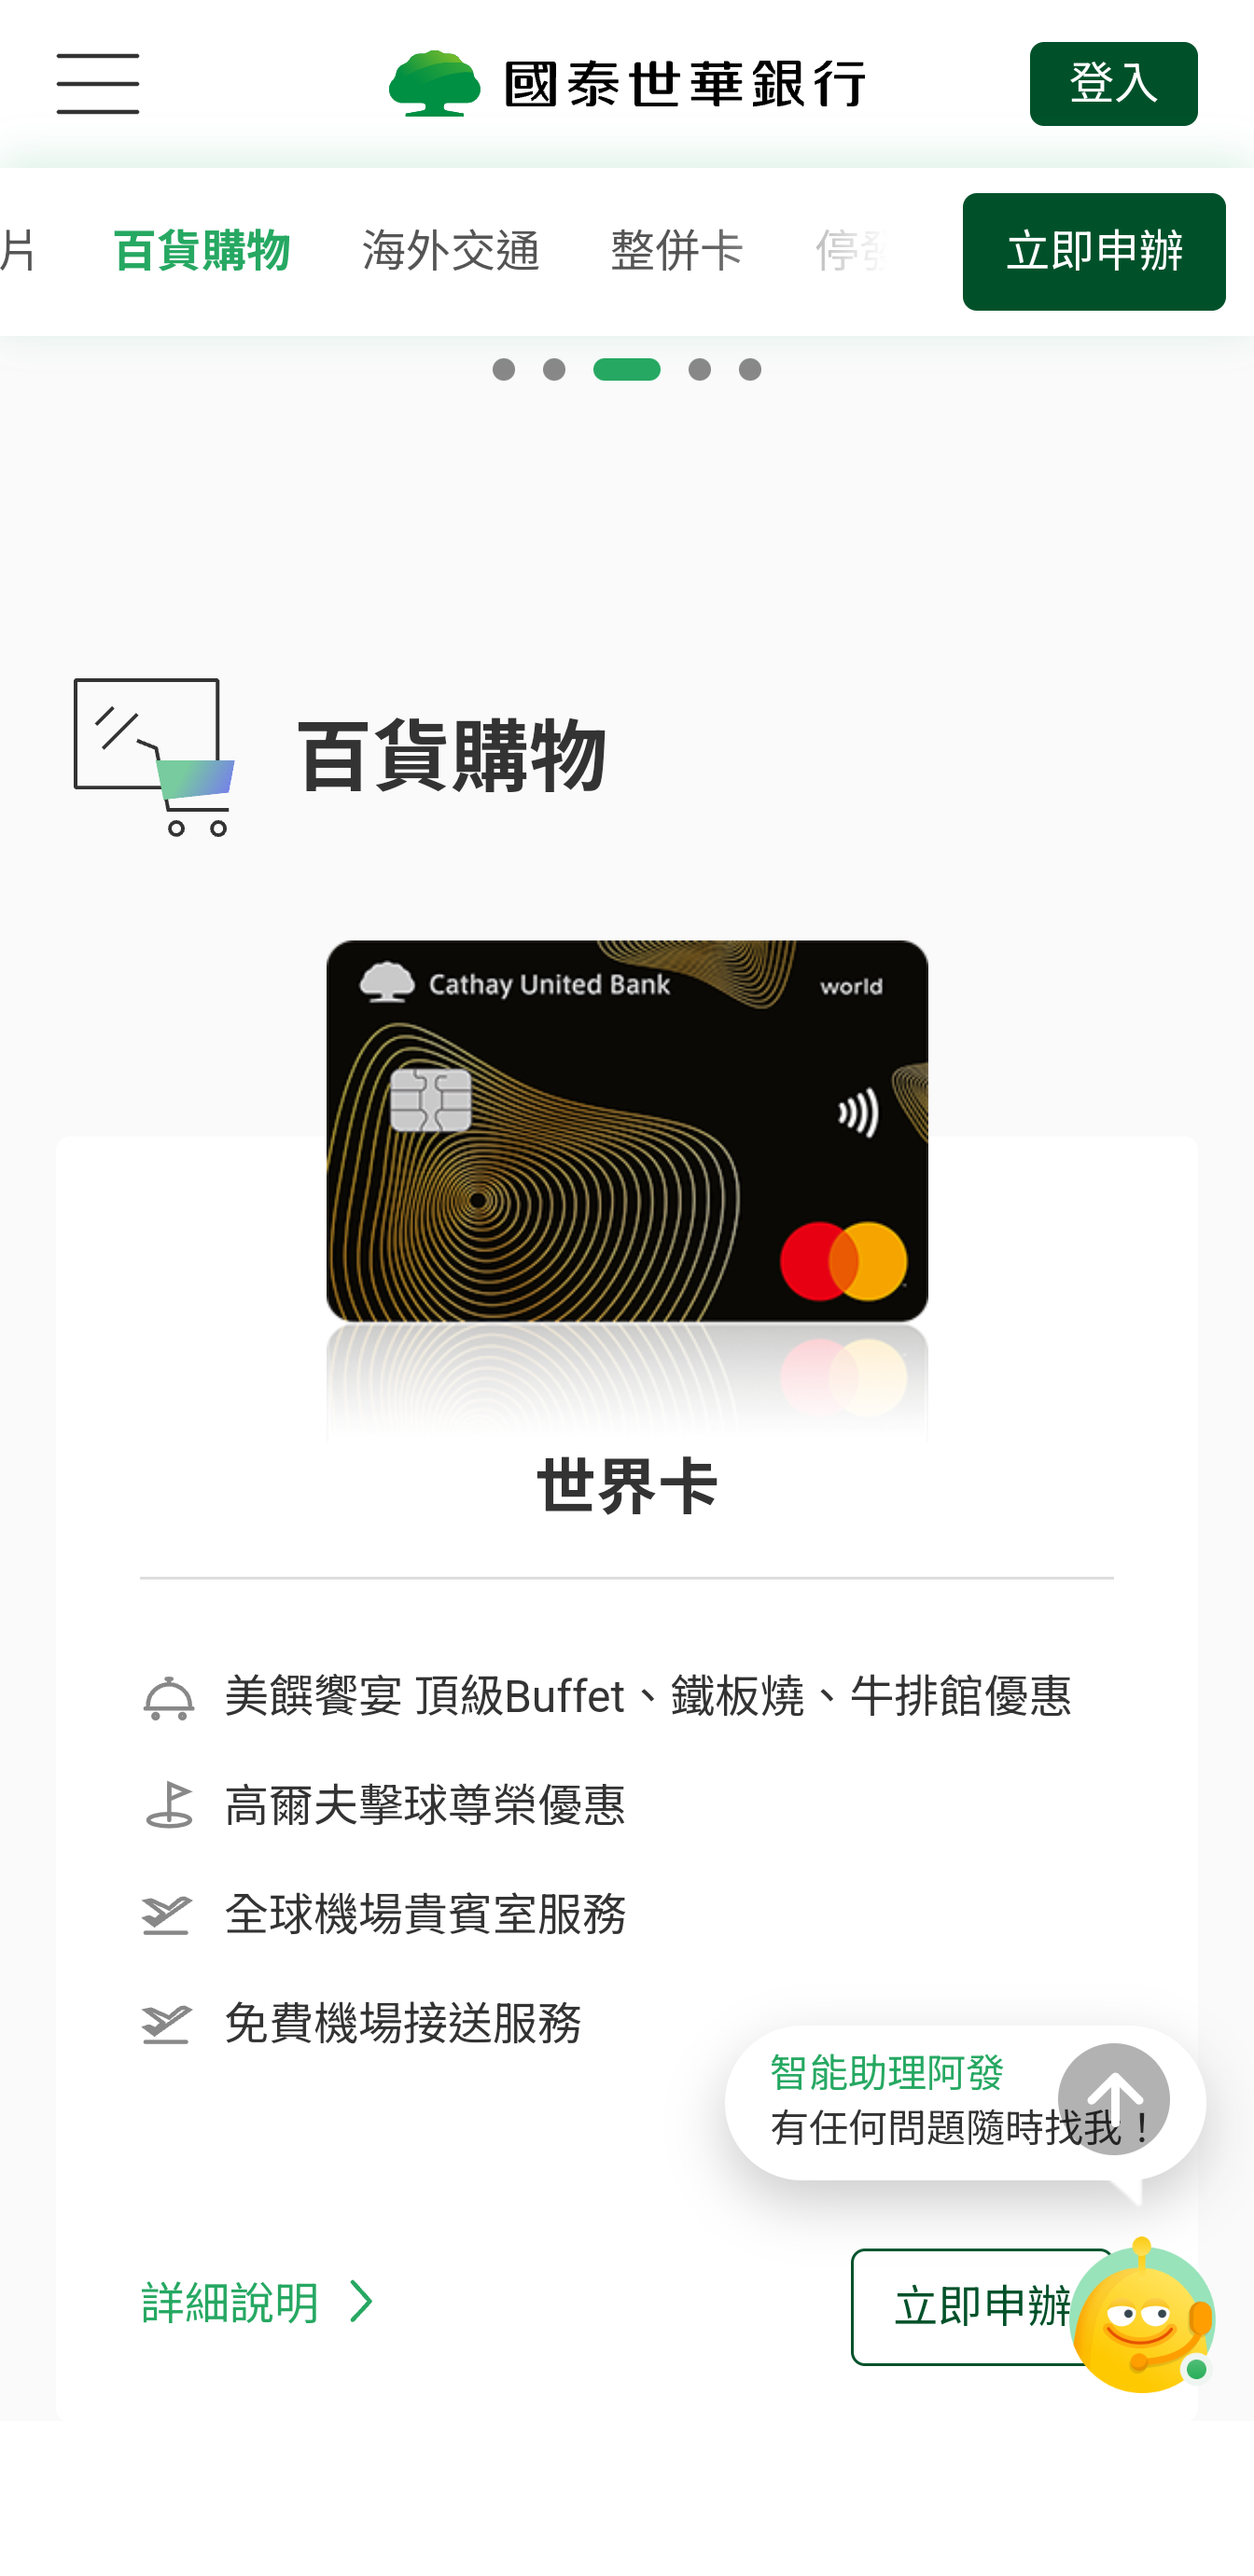 國泰世華銀行
登入
片 百貨購物 海外交通 整併卡 停 立即申辦
百貨購物
Cathay United Bank
world
世界卡
美饌饗宴 頂級Buffet、鐵板燒、牛排館優惠
高爾夫擊球尊榮優惠
全球機場貴賓室服務
免費機場接送服務
智能助理阿發
有任何問題隨時找我！
詳細說明
立即申辦